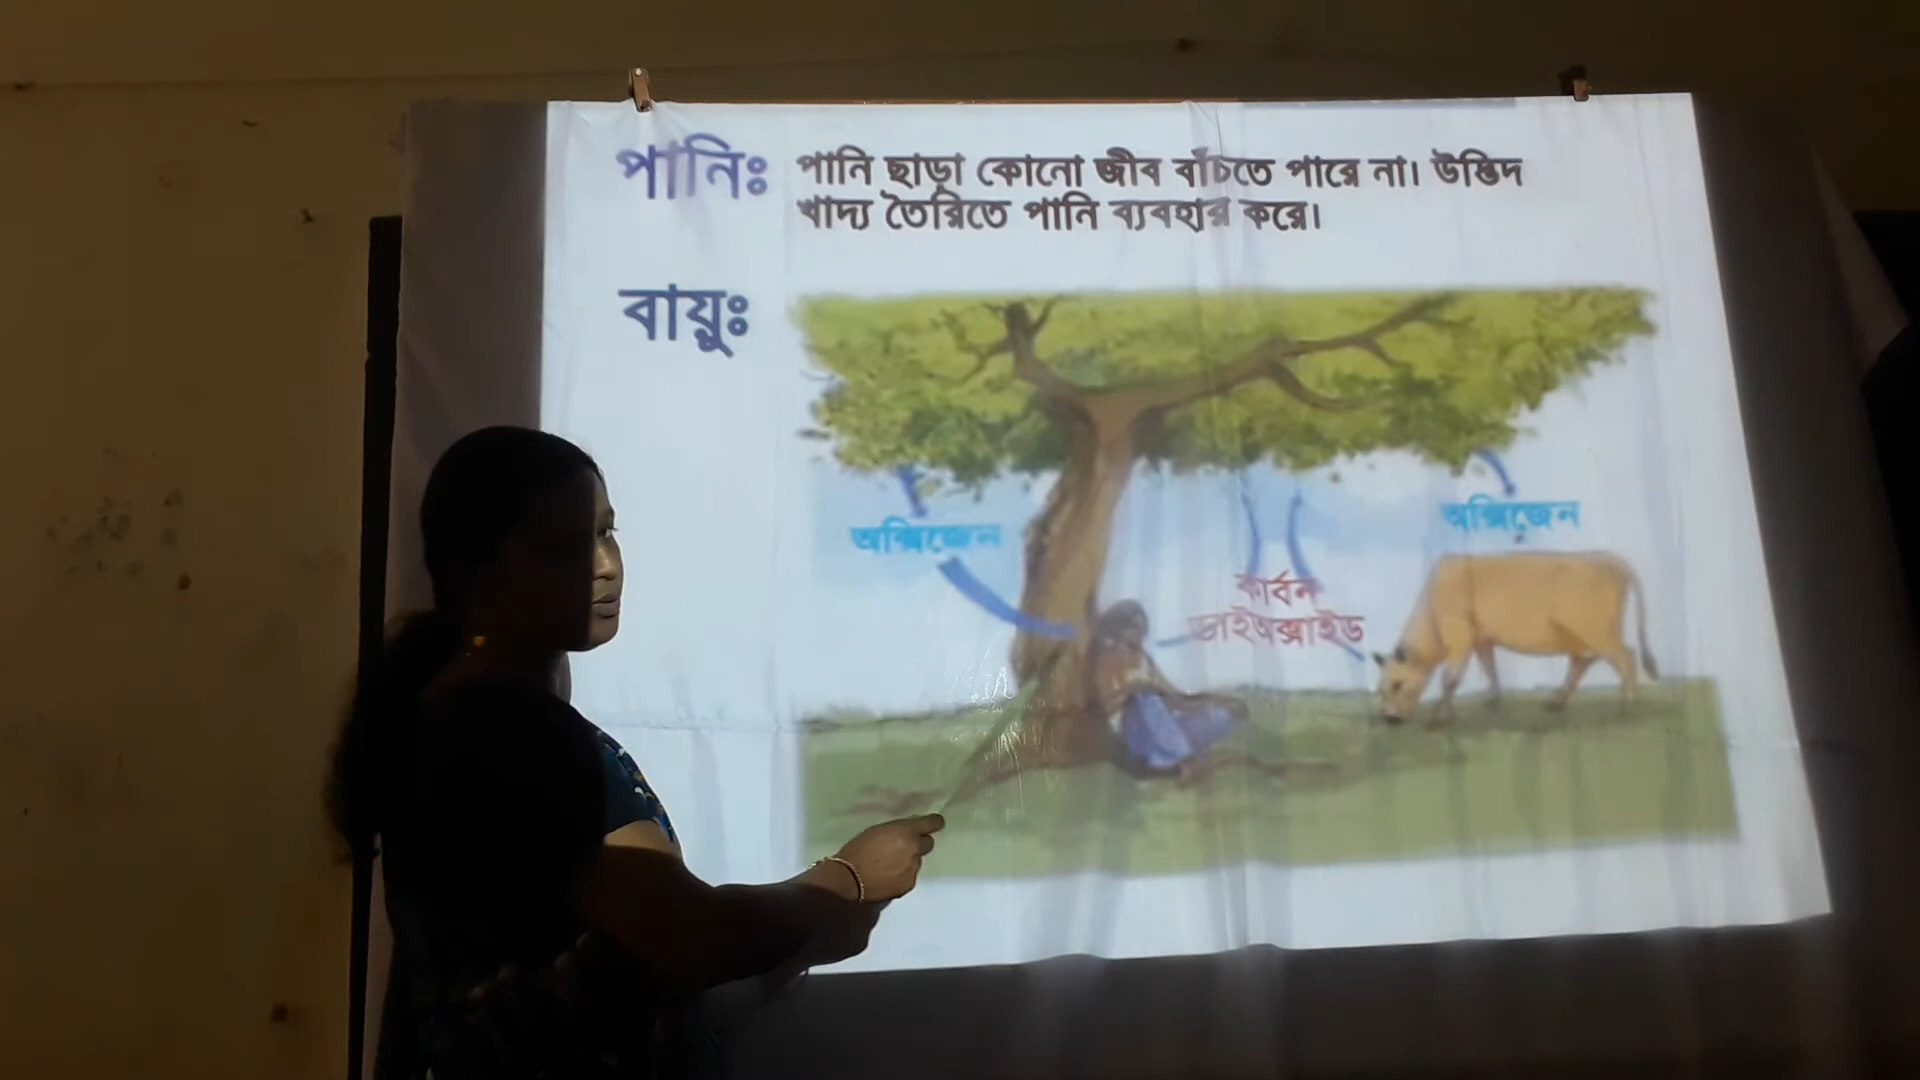 পানিঃ পানি ছাড়া কোনো জীব বাঁচতে পারে না। উদ্ভিদ
খাদ্য তৈরিতে পানি ব্যবহার করে।
বায়ুঃ
অক্সিজেন
অক্সিজেন
কার্বন
ডাইঅক্সাইড